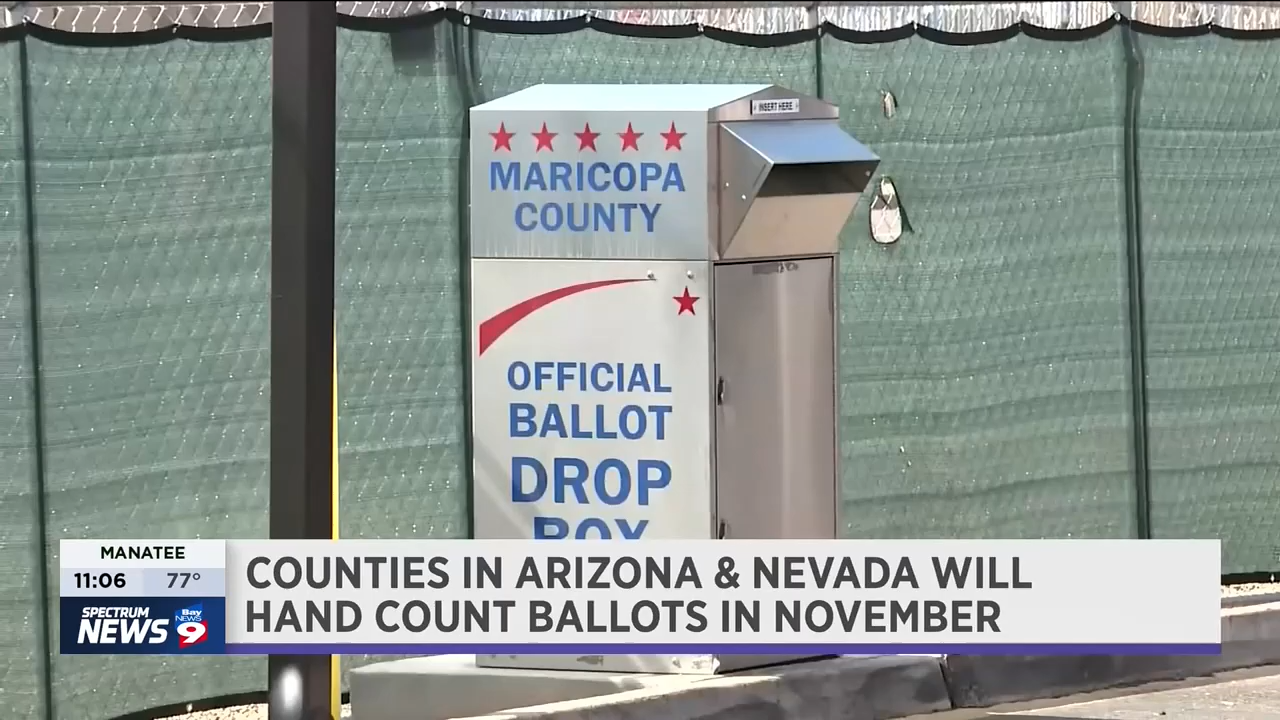 INSERT HERE
MARICOPA
COUNTY
OFFICIAL
BALLOT
DROP
BOX
MANATEE
11:06 77°
SPECTRUM
NEWS
Bay
NEWS
9
COUNTIES IN ARIZONA & NEVADA WILL
HAND COUNT BALLOTS IN NOVEMBER